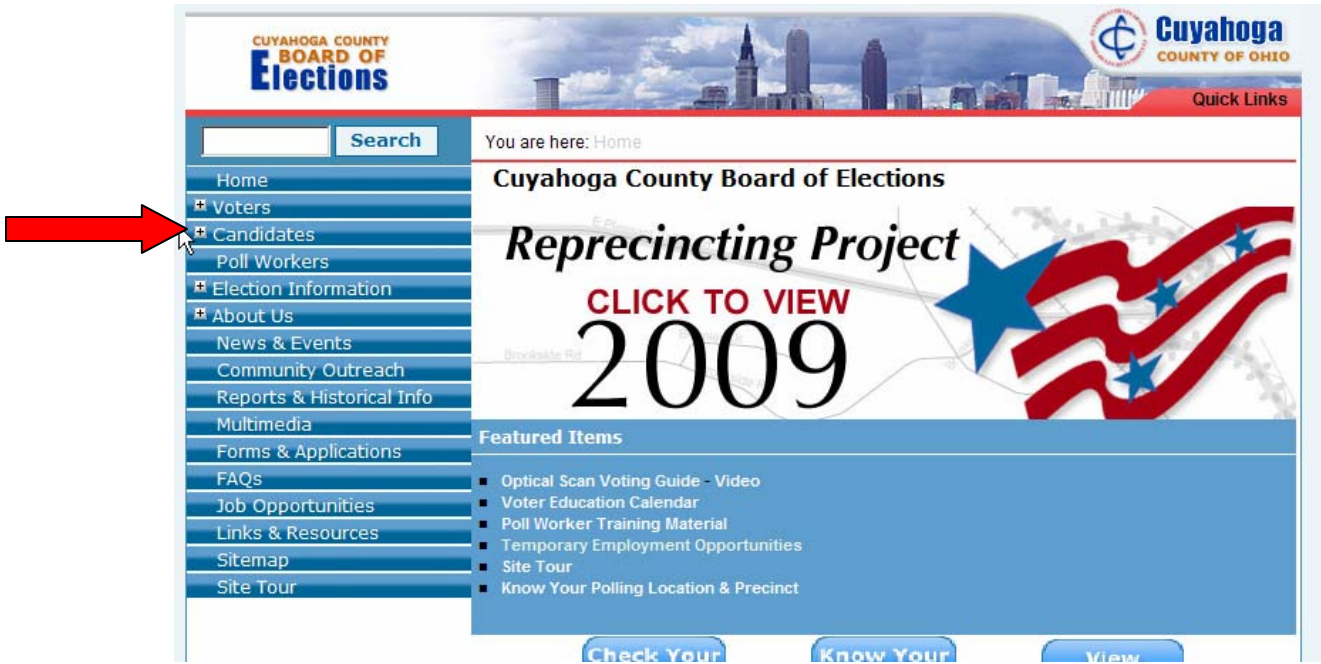 CUYAHOGA COUNTY
BOARD OF
Elections
Cuyahoga
COUNTY OF OHIO
Quick Links
Search
You are here: Home
Home
Voters
Candidates
Poll Workers
Election Information
About Us
News & Events
Community Outreach
Reports & Historical Info
Multimedia
Forms & Applications
FAQs
Job Opportunities
Links & Resources
Sitemap
Site Tour
Cuyahoga County Board of Elections
Reprecincting Project
CLICK TO VIEW
2009
Brookside Rd
Featured Items
Optical Scan Voting Guide - Video
Voter Education Calendar
Poll Worker Training Material
Temporary Employment Opportunities
Site Tour
Know Your Polling Location & Precinct
Check Your
Know Your
View